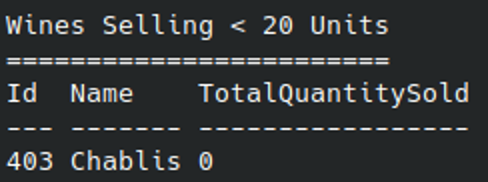 Wines Selling < 20 Units
========================
Id  Name    TotalQuantitySold
--- ------- -----------------
403 Chablis 0